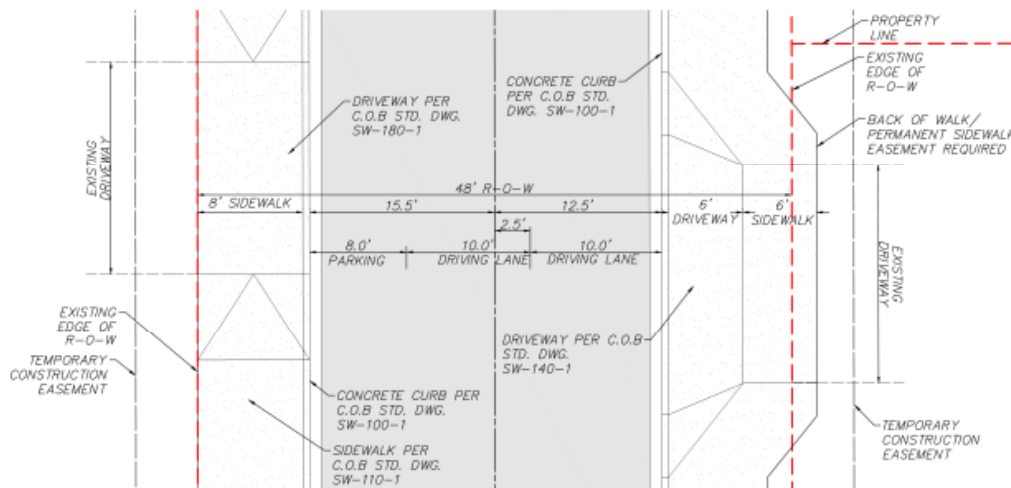 PROPERTY
LINE
EXISTING
EDGE OF
R-O-W
CONCRETE CURB
PER C.O.B STD.
DWG. SW-100-1
DRIVEWAY PER
C.O.B STD. DWG.
SW-180-1
BACK OF WALK/
PERMANENT SIDEWALK
EASEMENT REQUIRED
EXISTING
DRIVEWAY
48' R-O-W
8' SIDEWALK
15.5'
12.5'
6'
DRIVEWAY
6'
SIDEWALK
2.5'
8.0'
PARKING
10.0'
DRIVING LANE
10.0'
DRIVING LANE
EXISTING
DRIVEWAY
EXISTING
EDGE OF
R-O-W
TEMPORARY
CONSTRUCTION
EASEMENT
DRIVEWAY PER C.O.B
STD. DWG.
SW-140-1
CONCRETE CURB PER
C.O.B STD. DWG.
SW-100-1
SIDEWALK PER
C.O.B STD. DWG.
SW-110-1
TEMPORARY
CONSTRUCTION
EASEMENT